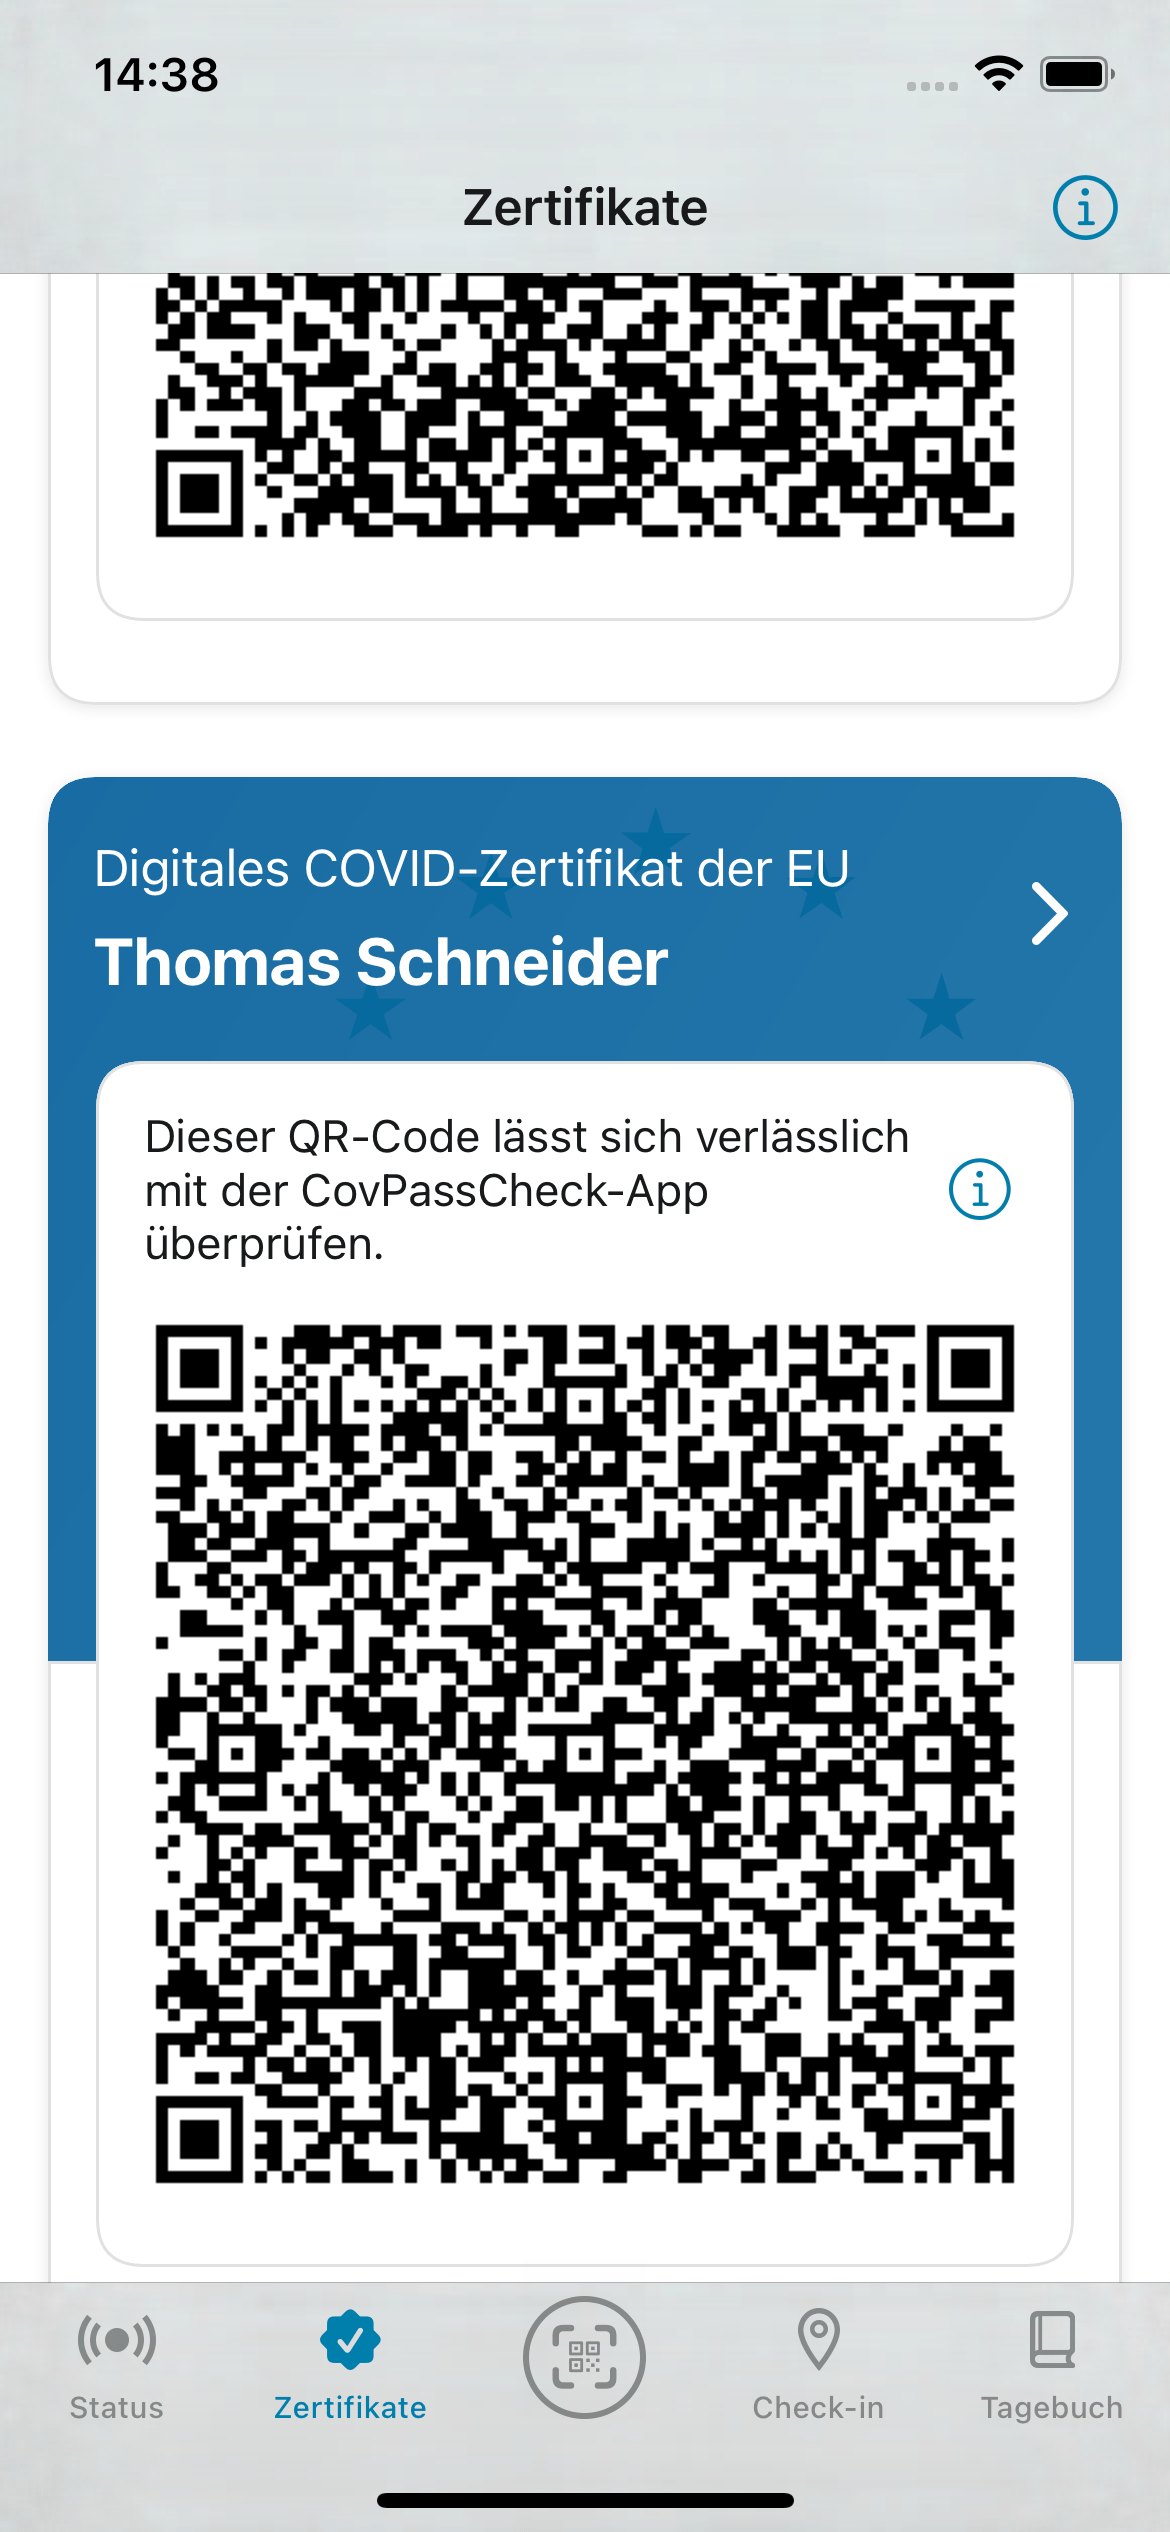 14:38
Zertifikate
Digitales COVID-Zertifikat der EU
Thomas Schneider
Dieser QR-Code lässt sich verlässlich
mit der CovPassCheck-App
überprüfen.
Status
Zertifikate
Check-in
Tagebuch